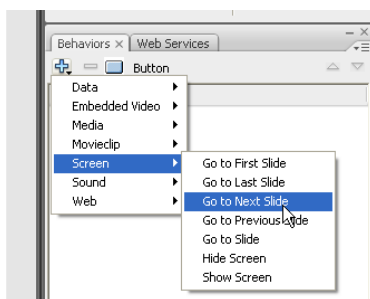 Behaviors × Web Services
Button
Data
Embedded Video
Media
Movieclip
Screen
Sound
Web
Go to First Slide
Go to Last Slide
Go to Next Slide
Go to Previous Slide
Go to Slide
Hide Screen
Show Screen